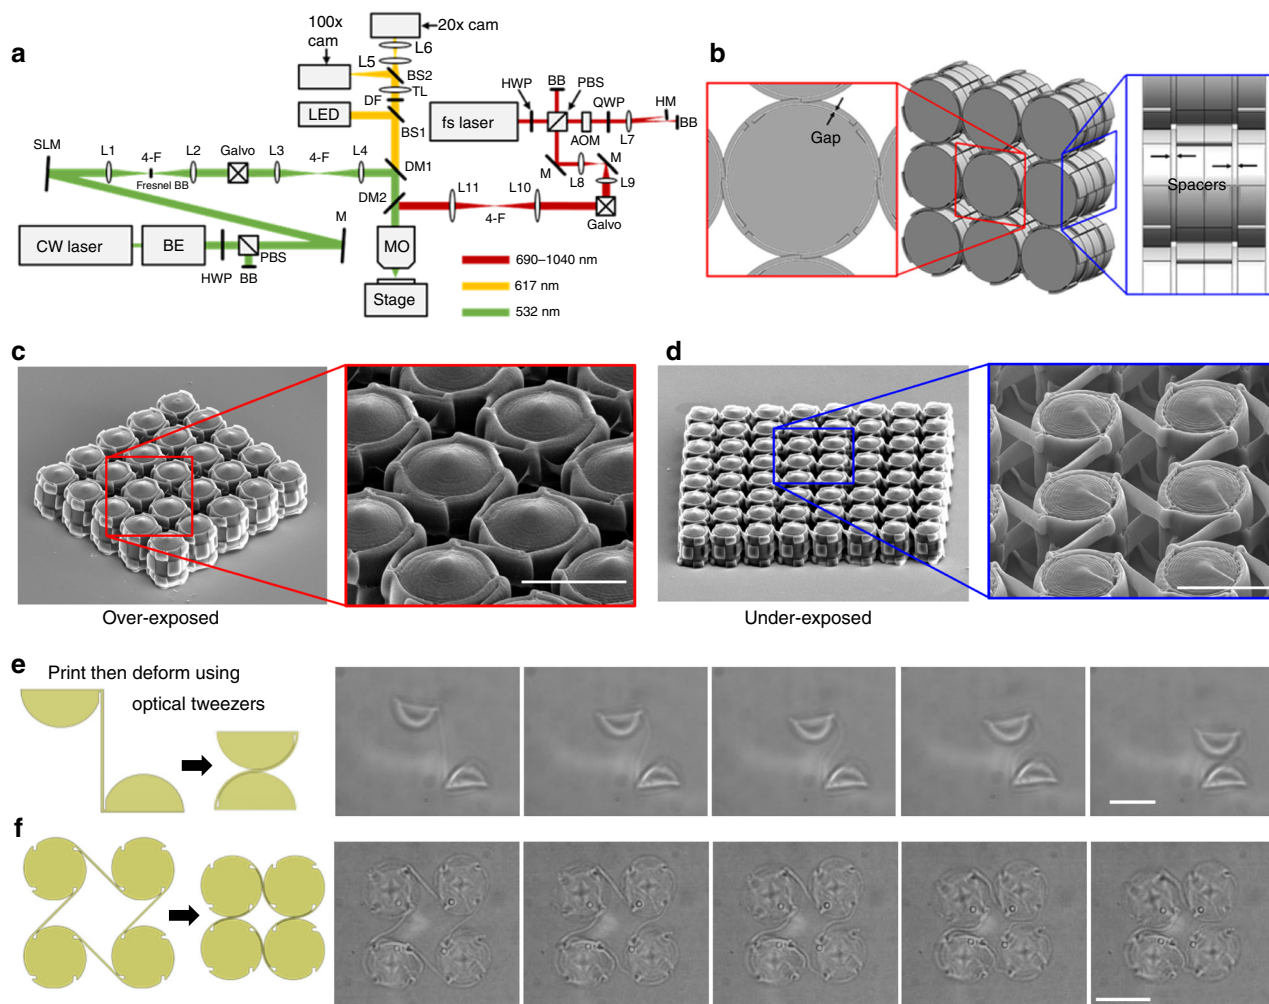 a
100x
cam
20x cam
L6
L5
BS2
TL
DF
LED
BS1
SLM
L1
4-F
L2
Galvo
L3
4-F
L4
DM1
Fresnel BB
DM2
M
CW laser
BE
HWP
BB
PBS
MO
Stage
HWP
BB
PBS
QWP
HM
fs laser
AOM
L7
BB
M
L8
M
L9
L11
4-F
L10
Galvo
690–1040 nm
617 nm
532 nm
b
Gap
Spacers
c
Over-exposed
d
Under-exposed
e
Print then deform using
optical tweezers
f